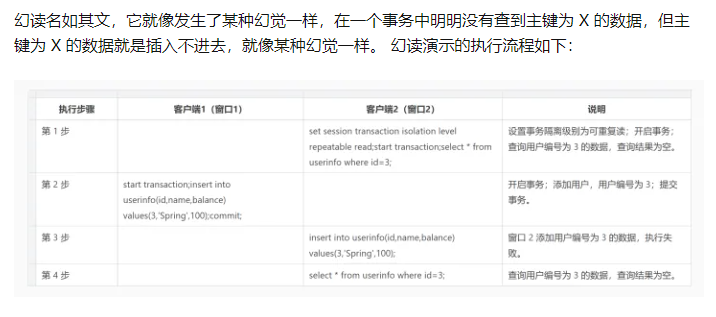 幻读名如其文，它就像发生了某种幻觉一样，在一个事务中明明没有查到主键为 X 的数据，但主
键为 X 的数据就是插入不进去，就像某种幻觉一样。 幻读演示的执行流程如下：
执行步骤 客户端1（窗口1） 客户端2（窗口2） 说明
第 1 步 set session transaction isolation level 设置事务隔离级别为可重复读；开启事务；
repeatable read;start transaction;select * from 查询用户编号为 3 的数据，查询结果为空。
userinfo where id=3;
第 2 步 start transaction;insert into 开启事务；添加用户，用户编号为 3；提交
userinfo(id,name,balance) 事务。
values(3,'Spring',100);commit;
第 3 步 insert into userinfo(id,name,balance) 窗口 2 添加用户编号为 3 的数据，执行失
values(3,'Spring',100); 败。
第 4 步 select * from userinfo where id=3; 查询用户编号为 3 的数据，查询结果为空。